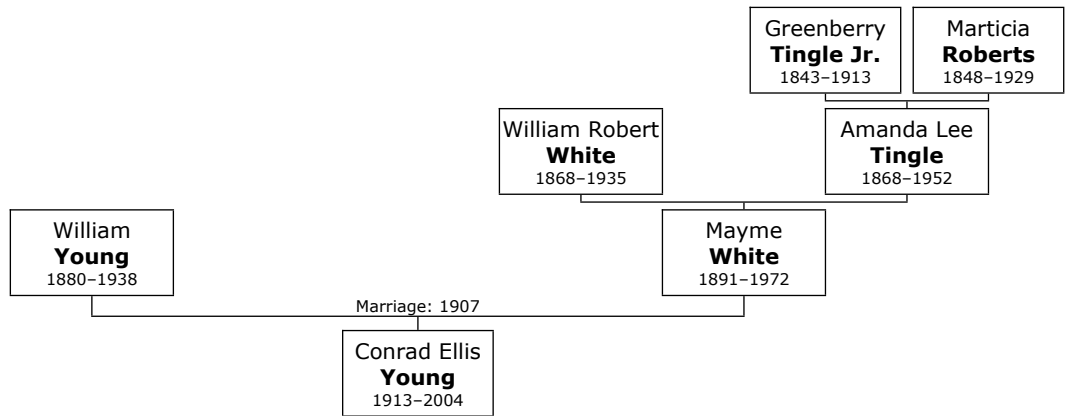 Greenberry
Tingle Jr.
1843–1913
Marticia
Roberts
1848–1929
William Robert
White
1868–1935
Amanda Lee
Tingle
1868–1952
William
Young
1880–1938
Mayme
White
1891–1972
Marriage: 1907
Conrad Ellis
Young
1913–2004